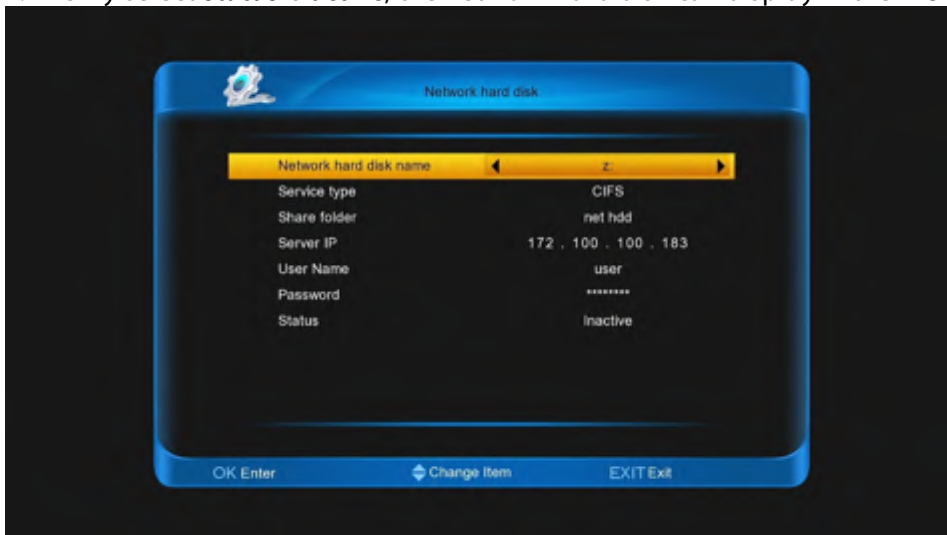 Network hard disk
Network hard disk name z:
Service type CIFS
Share folder net hdd
Server IP 172 . 100 . 100 . 183
User Name user
Password ********
Status Inactive
OK Enter Change Item EXIT Exit